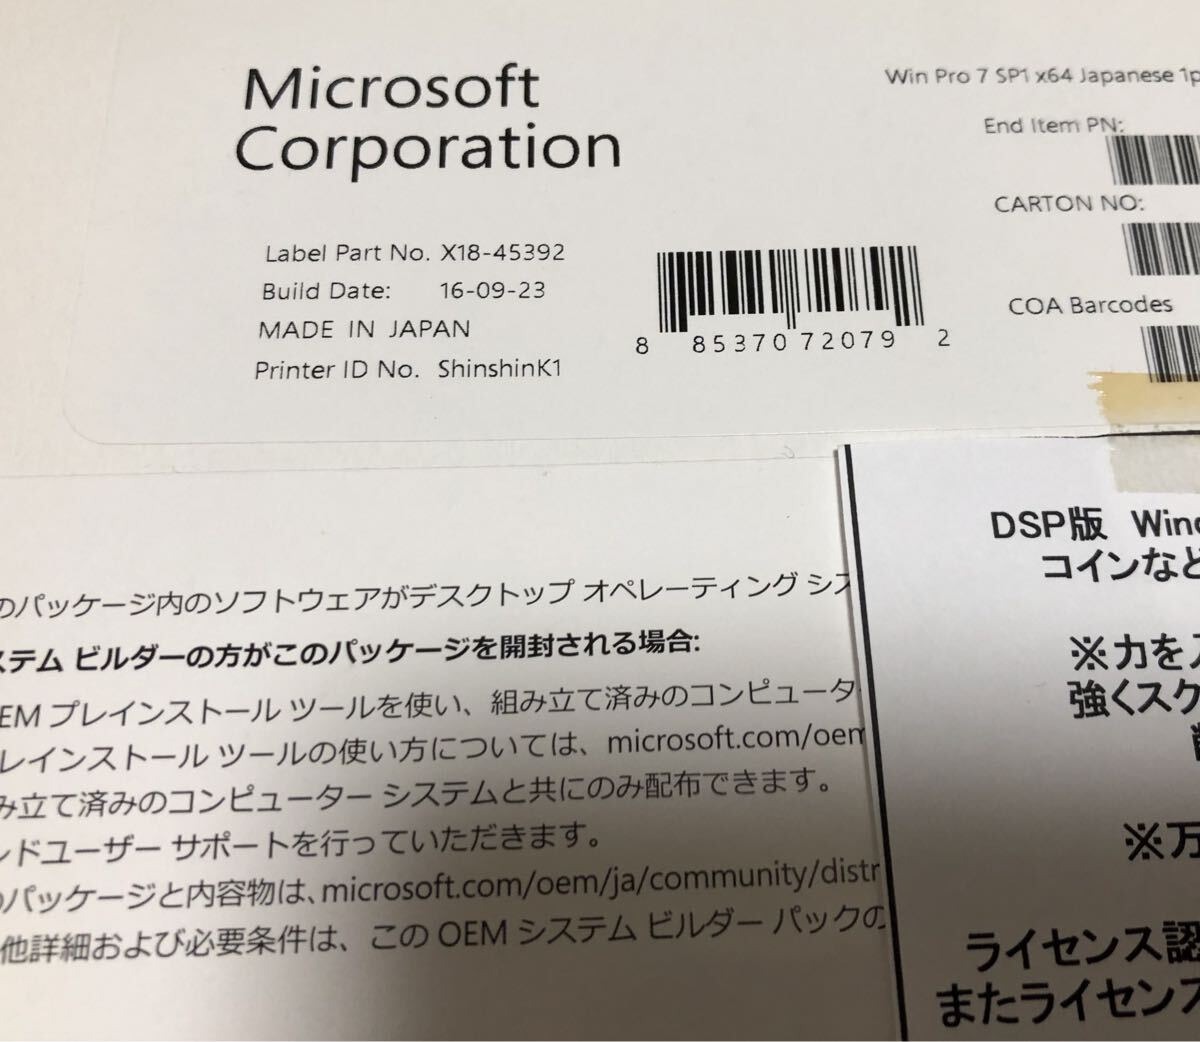 Microsoft
Corporation
Win Pro 7 SP1 x64 Japanese 1p
End Item PN:
CARTON NO:
COA Barcodes
Label Part No. X18-45392
Build Date: 16-09-23
MADE IN JAPAN
Printer ID No. ShinshinK1
8 85370 72079 2
のパッケージ内のソフトウェアがデスクトップ オペレーティング シス
ステム ビルダーの方がこのパッケージを開封される場合:
EM プレインストール ツールを使い、組み立て済みのコンピュータ
レインストール ツールの使い方については、microsoft.com/oem
み立て済みのコンピューター システムと共にのみ配布できます。
ンドユーザー サポートを行っていただきます。
のパッケージと内容物は、microsoft.com/oem/ja/community/distr
他詳細および必要条件は、この OEM システム ビルダー パックの
DSP版 Wind
コインなど
※力を入
強くスク
※万
ライセンス認
またライセンス